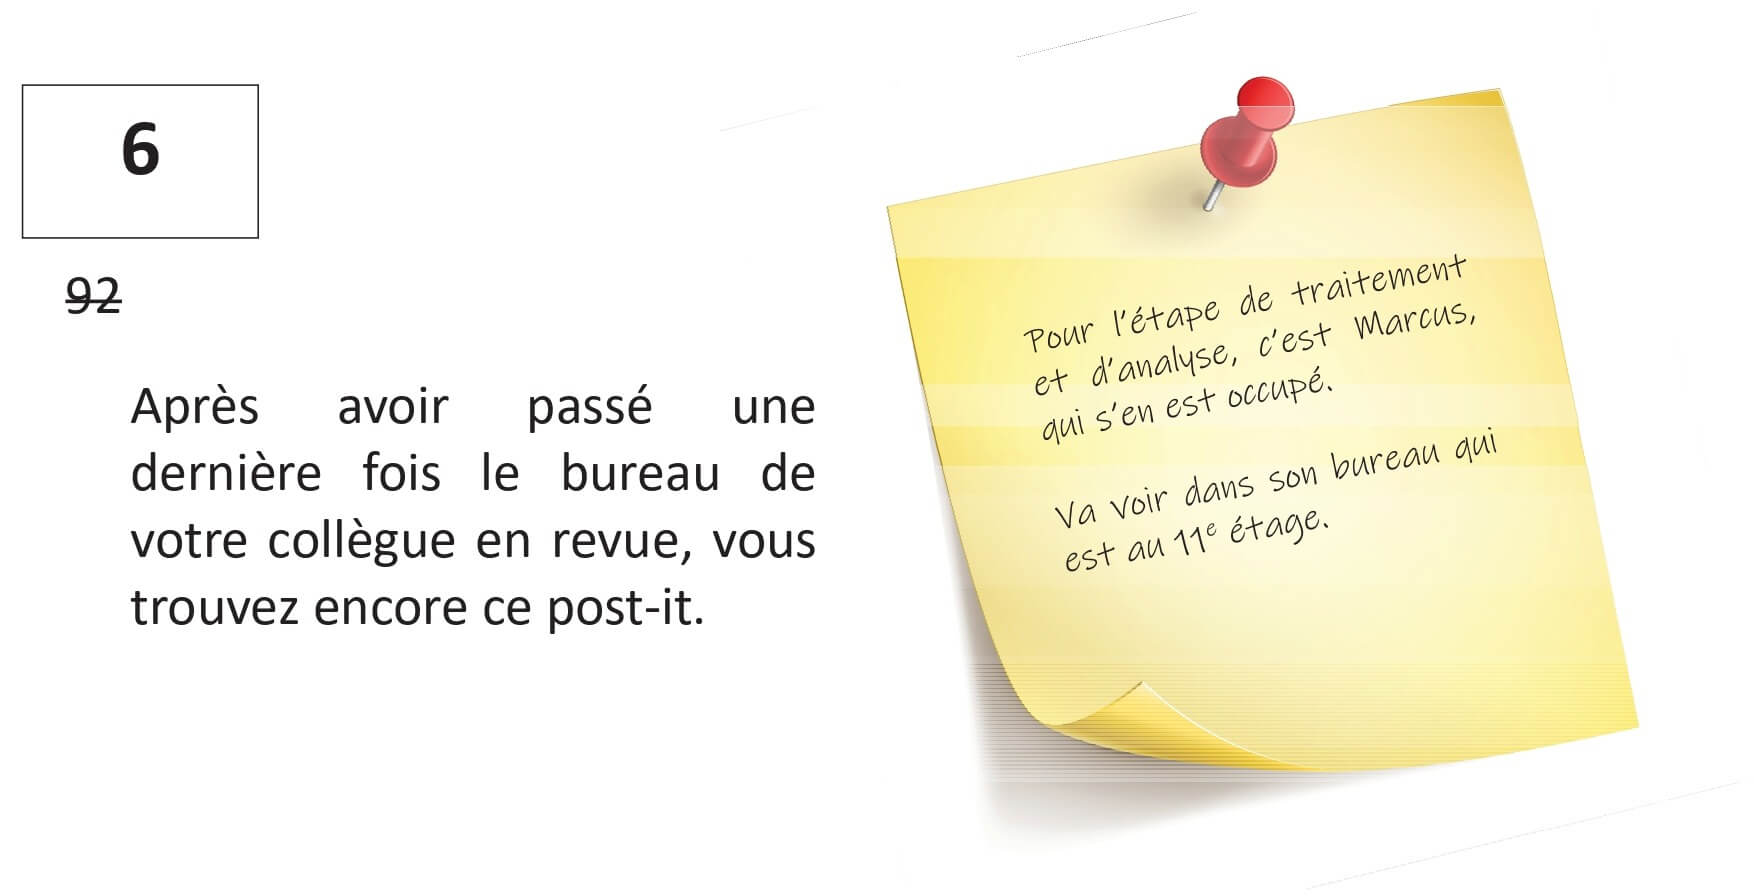 6
92
Après avoir passé une
dernière fois le bureau de
votre collègue en revue, vous
trouvez encore ce post-it.
Pour l'étape de traitement
et d'analyse, c'est Marcus,
qui s'en est occupé.
Va voir dans son bureau qui
est au 11e étage.